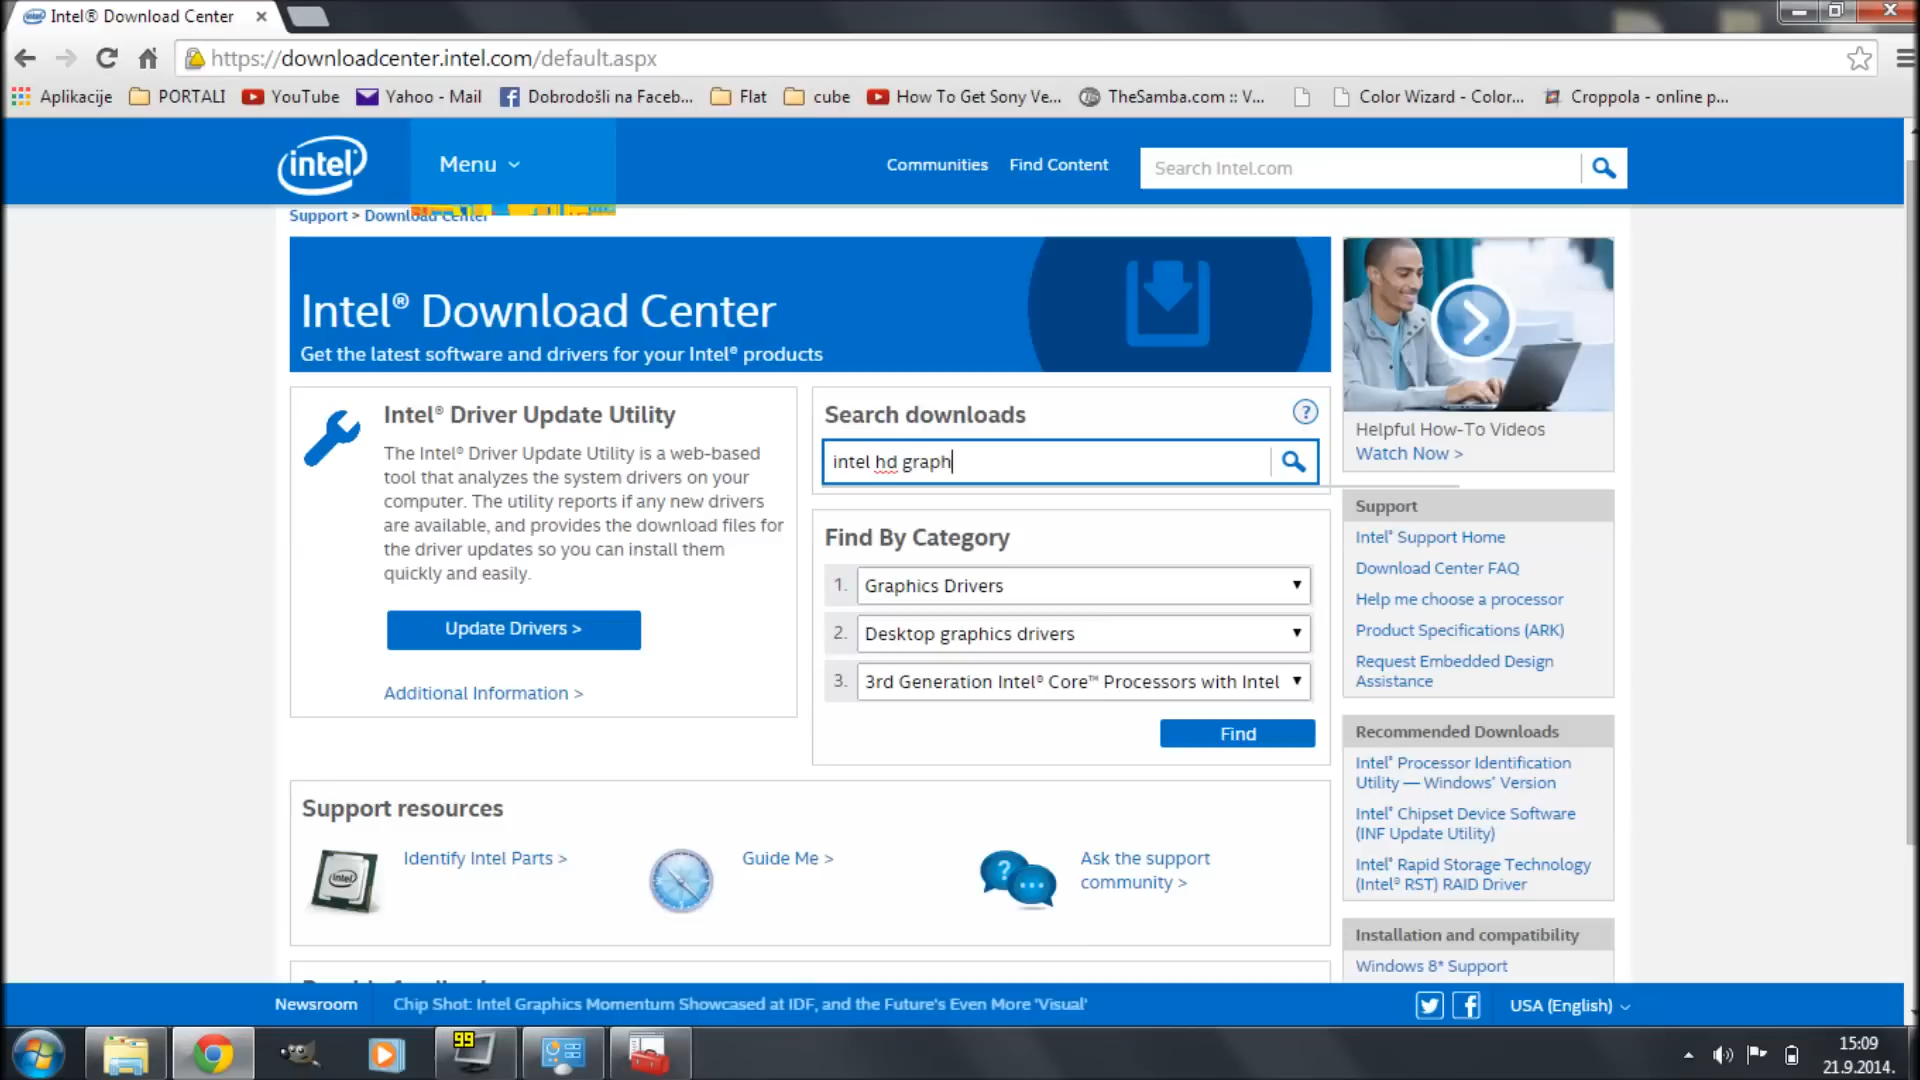 Intel® Download Center
https://downloadcenter.intel.com/default.aspx
Aplikacije PORTALI YouTube Yahoo - Mail Dobrodošli na Faceb... Flat cube How To Get Sony Ve... TheSamba.com :: V... Color Wizard - Color... Croppola - online p...
intel Menu Communities Find Content Search Intel.com
Support > Download Center
Intel® Download Center
Get the latest software and drivers for your Intel® products
Intel® Driver Update Utility
The Intel® Driver Update Utility is a web-based
tool that analyzes the system drivers on your
computer. The utility reports if any new drivers
are available, and provides the download files for
the driver updates so you can install them
quickly and easily.
Update Drivers >
Additional Information >
Search downloads
?
intel hd graph
Find By Category
1. Graphics Drivers
2. Desktop graphics drivers
3. 3rd Generation Intel® Core™ Processors with Intel
Find
Helpful How-To Videos
Watch Now >
Support
Intel® Support Home
Download Center FAQ
Help me choose a processor
Product Specifications (ARK)
Request Embedded Design
Assistance
Recommended Downloads
Intel® Processor Identification
Utility — Windows* Version
Intel® Chipset Device Software
(INF Update Utility)
Intel® Rapid Storage Technology
(Intel® RST) RAID Driver
Installation and compatibility
Windows 8* Support
Support resources
intel
Identify Intel Parts >
Guide Me >
?
Ask the support
community >
Newsroom Chip Shot: Intel Graphics Momentum Showcased at IDF, and the Future's Even More 'Visual' USA (English)
99
15:09
21.9.2014.